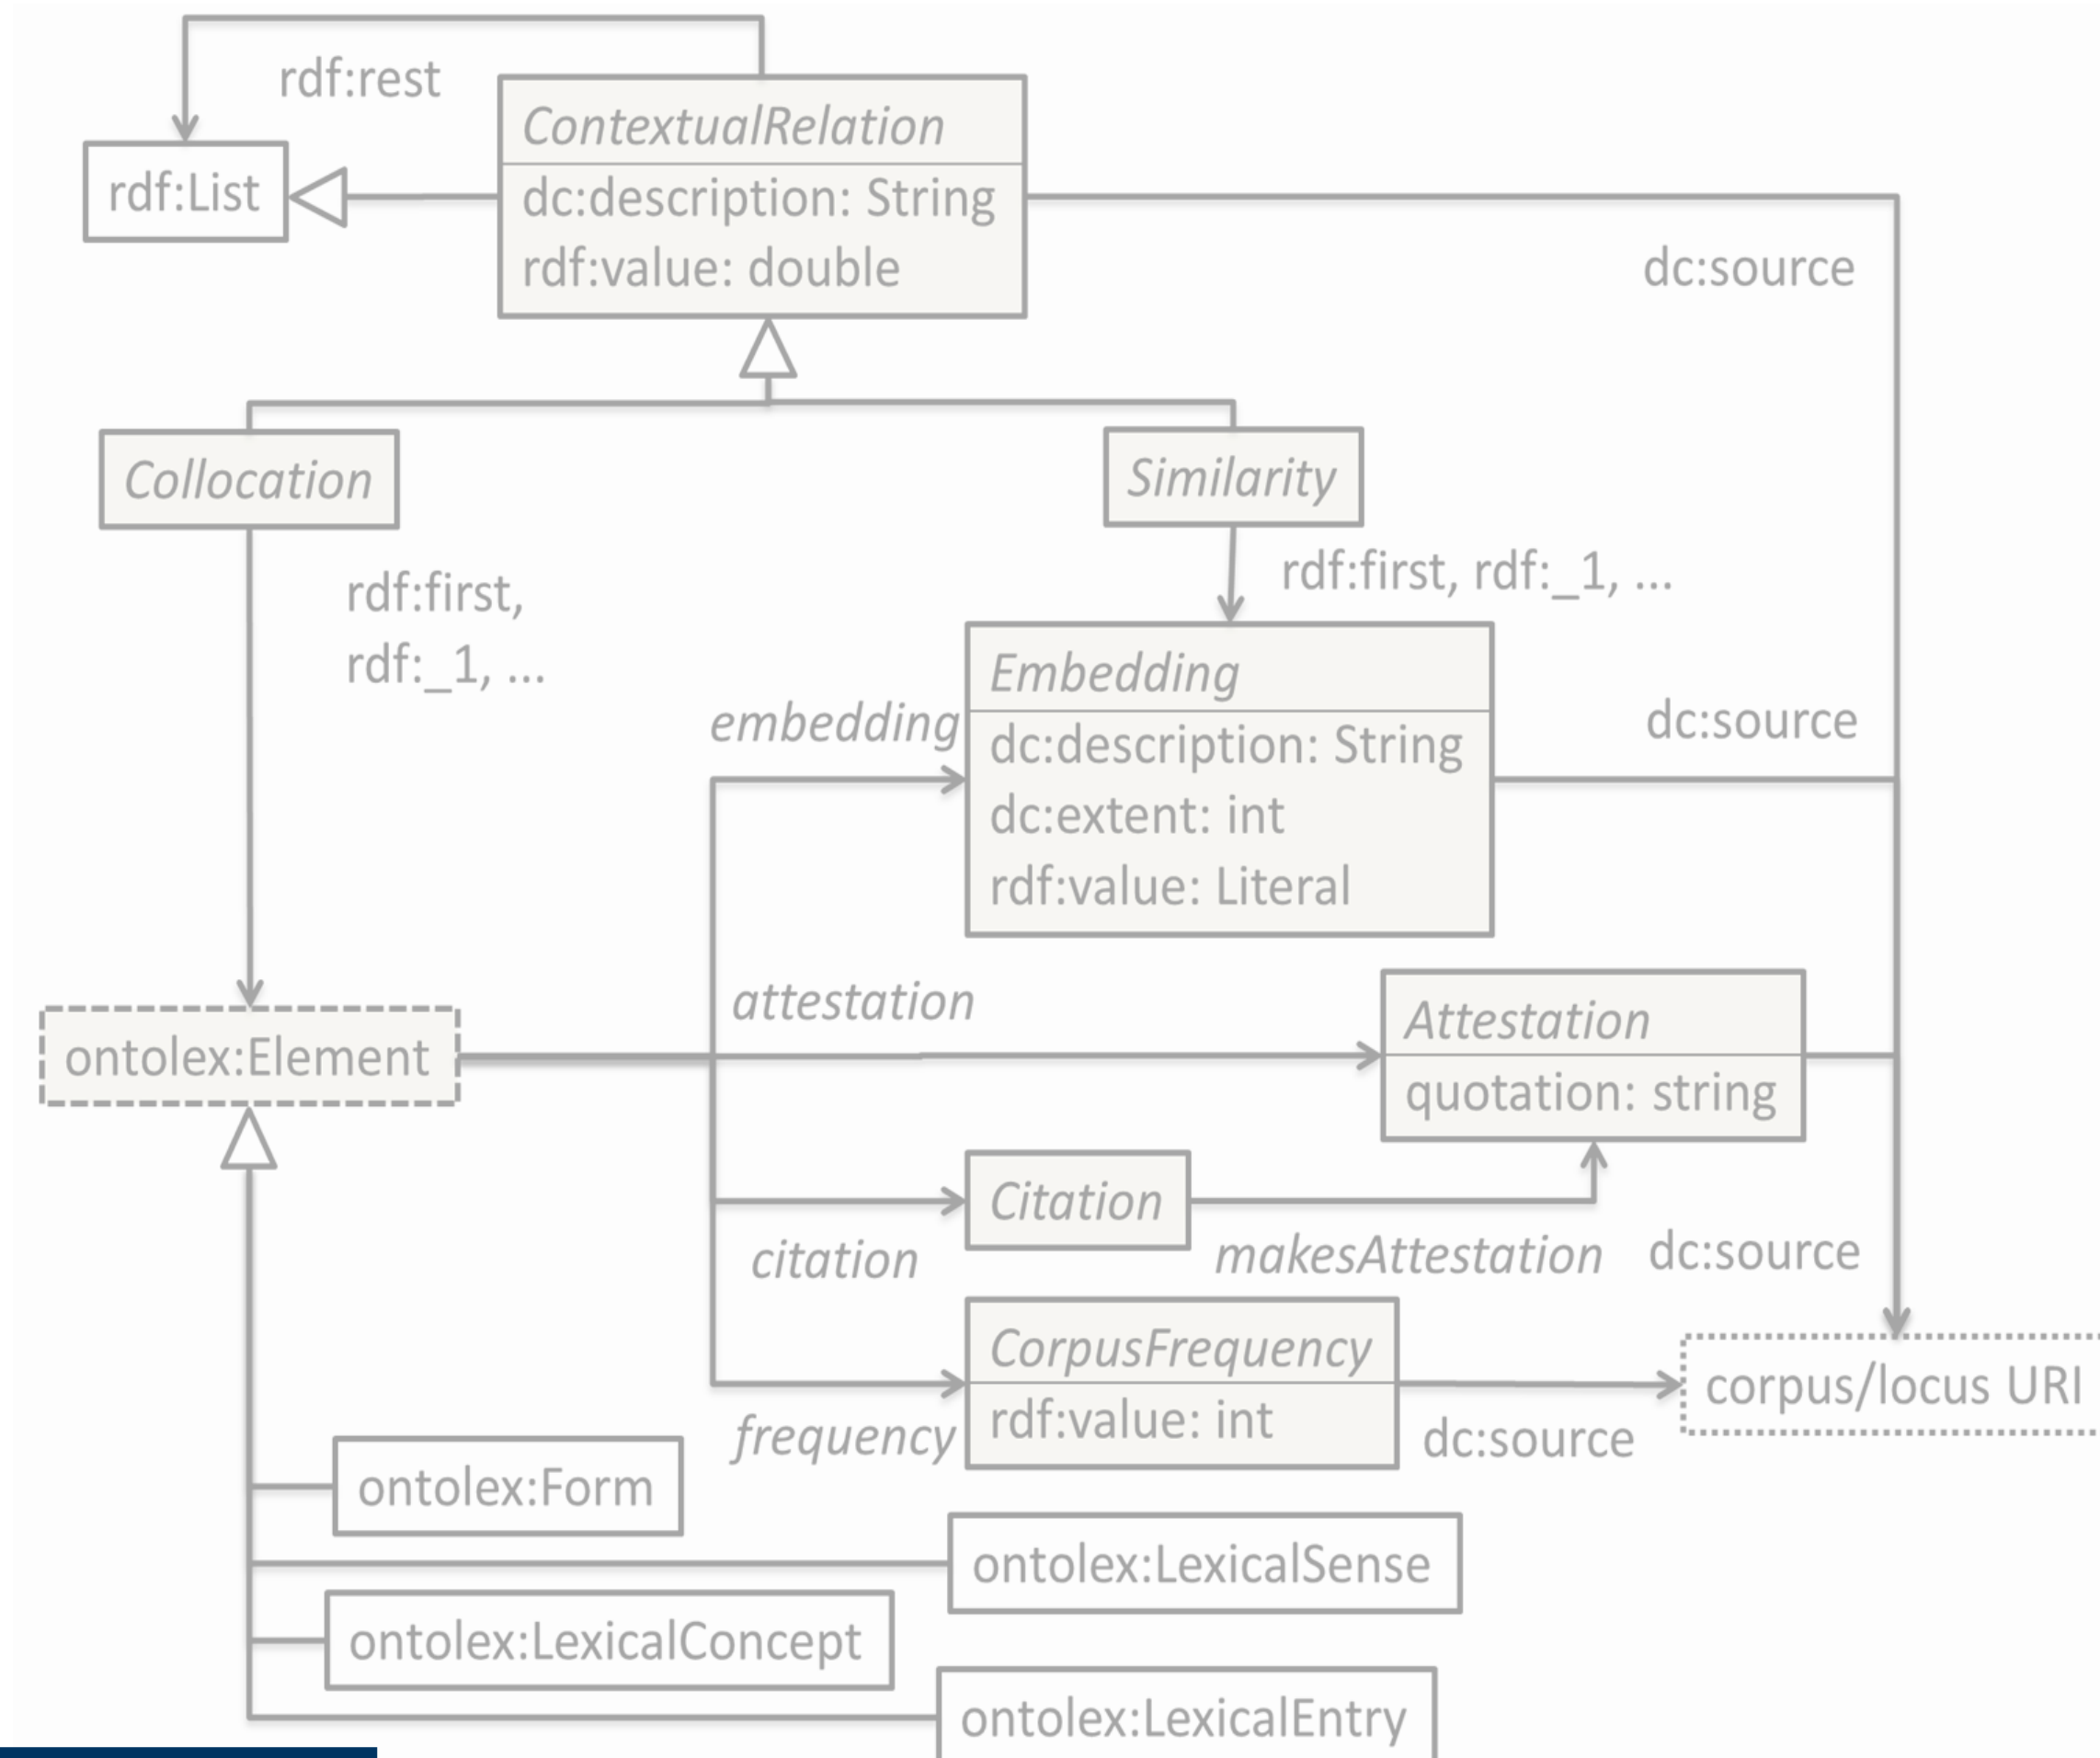 rdf:rest
ContextualRelation
rdf:List
dc:description: String
rdf:value: double
dc:source
Collocation
Similarity
rdf:first,
rdf:_1, ...
rdf:first, rdf:_1, ...
Embedding
embedding
dc:description: String
dc:source
dc:extent: int
rdf:value: Literal
attestation
Attestation
ontolex:Element
quotation: string
Citation
citation
makesAttestation
dc:source
CorpusFrequency
corpus/locus URI
rdf:value: int
frequency
dc:source
ontolex:Form
ontolex:LexicalSense
ontolex:LexicalConcept
ontolex:LexicalEntry